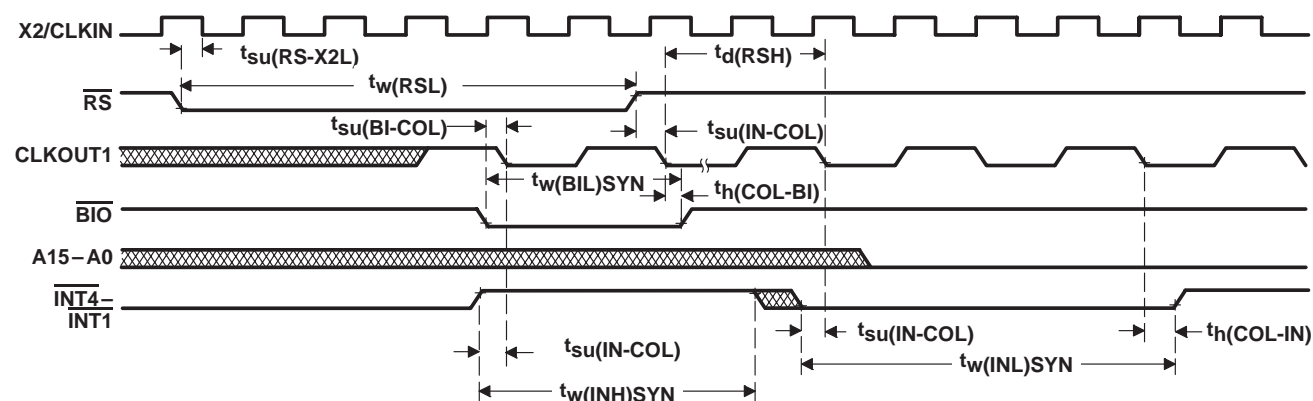 X2/CLKIN
tsu(RS-X2L)
td(RSH)
tw(RSL)
RS
tsu(BI-COL)
tsu(IN-COL)
CLKOUT1
tw(BIL)SYN
th(COL-BI)
BIO
A15–A0
INT4–
INT1
tsu(IN-COL)
tsu(IN-COL)
th(COL-IN)
tw(INL)SYN
tw(INH)SYN